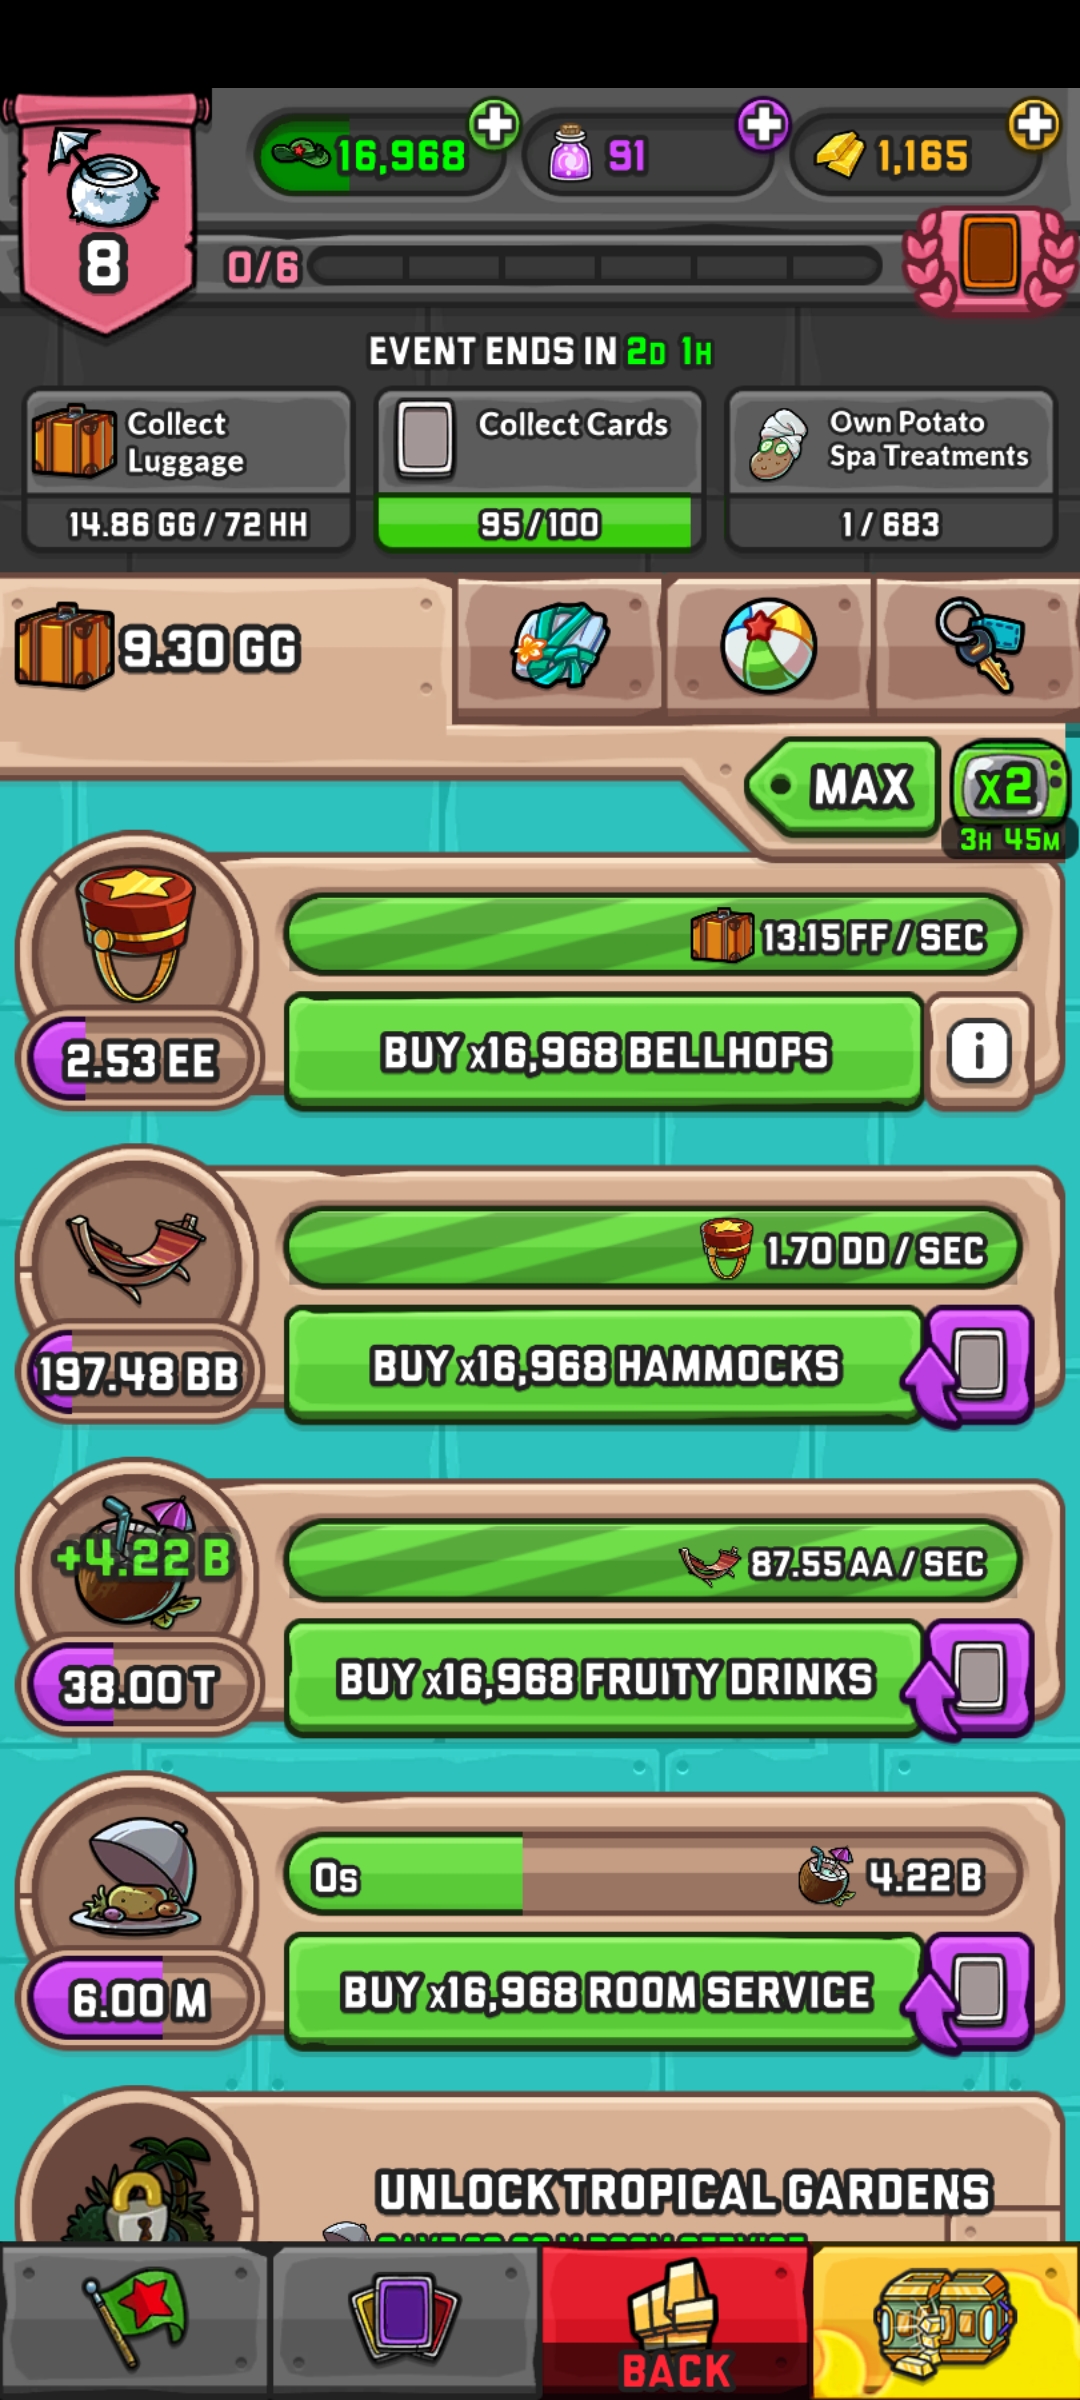 16,968
91
1,165
8
0/6
EVENT ENDS IN 2D 1H
Collect
Luggage
14.86 GG / 72 HH
Collect Cards
95 / 100
Own Potato
Spa Treatments
1 / 683
9.30 GG
MAX
x2
3H 45M
13.15 FF / SEC
2.53 EE
BUY x16,968 BELLHOPS
i
1.70 DD / SEC
197.48 BB
BUY x16,968 HAMMOCKS
+4.22 B
87.55 AA / SEC
38.00 T
BUY x16,968 FRUITY DRINKS
0s
4.22 B
6.00 M
BUY x16,968 ROOM SERVICE
UNLOCK TROPICAL GARDENS
BACK